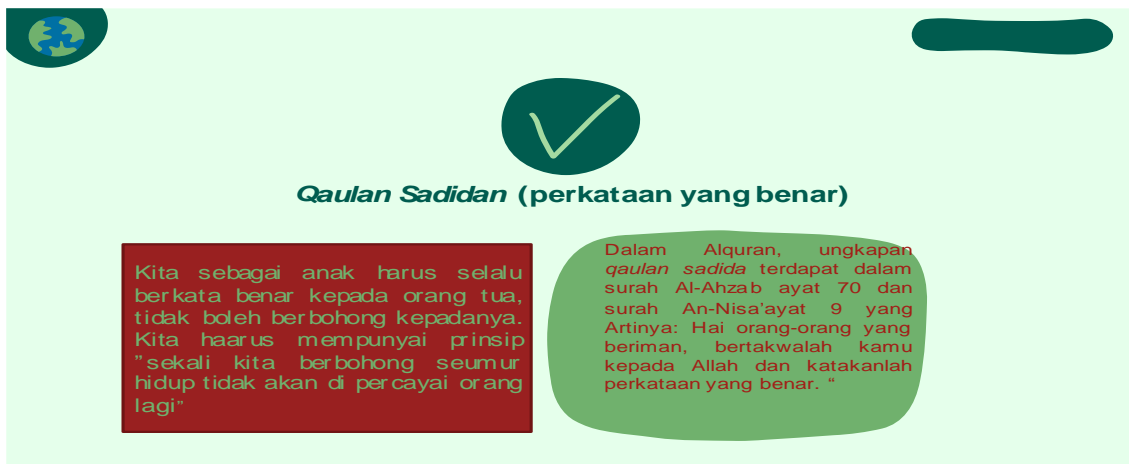 Qaulan Sadidan (perkataan yang benar)
Kita sebagai anak harus selalu
berkata benar kepada orang tua,
tidak boleh berbohong kepadanya.
Kita haarus mempunyai prinsip
”sekali kita berbohong seumur
hidup tidak akan di percayai orang
lagi”
Dalam Alquran, ungkapan
qaulan sadida terdapat dalam
surah Al-Ahzab ayat 70 dan
surah An-Nisa’ayat 9 yang
Artinya: Hai orang-orang yang
beriman, bertakwalah kamu
kepada Allah dan katakanlah
perkataan yang benar. “